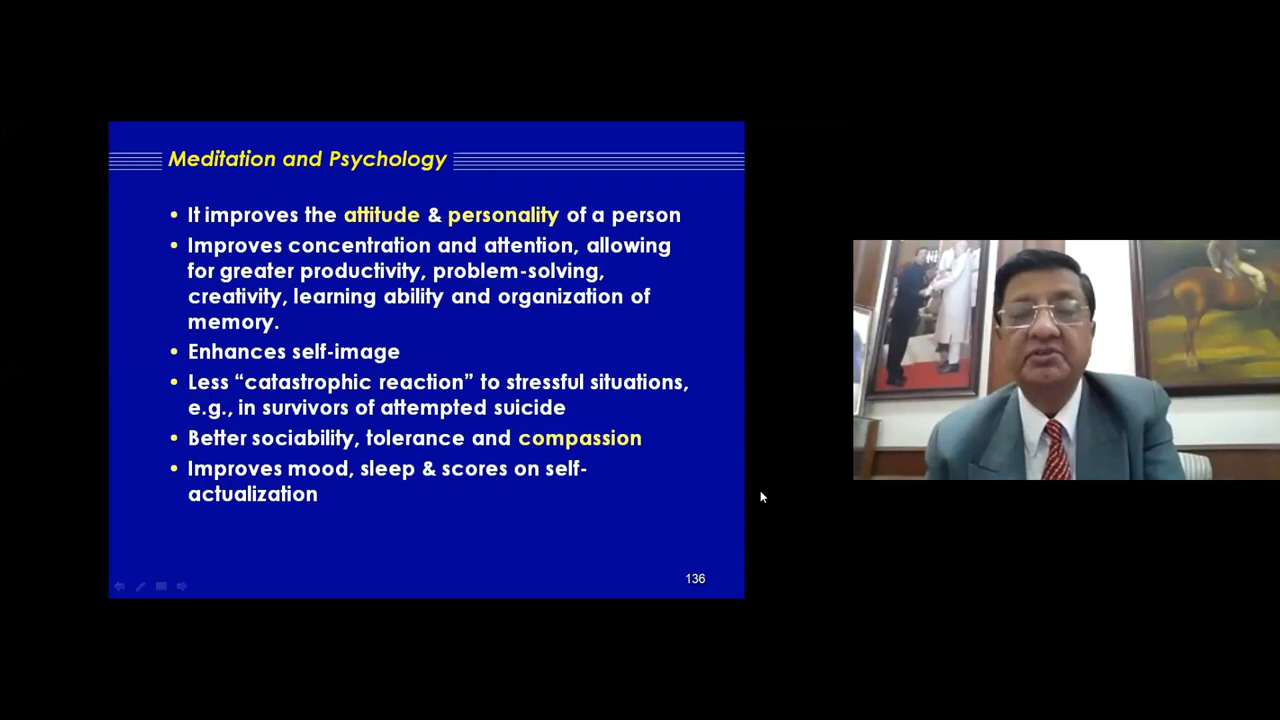 Meditation and Psychology
• It improves the attitude & personality of a person
• Improves concentration and attention, allowing
for greater productivity, problem-solving,
creativity, learning ability and organization of
memory.
• Enhances self-image
• Less “catastrophic reaction” to stressful situations,
e.g., in survivors of attempted suicide
• Better sociability, tolerance and compassion
• Improves mood, sleep & scores on self-
actualization
136